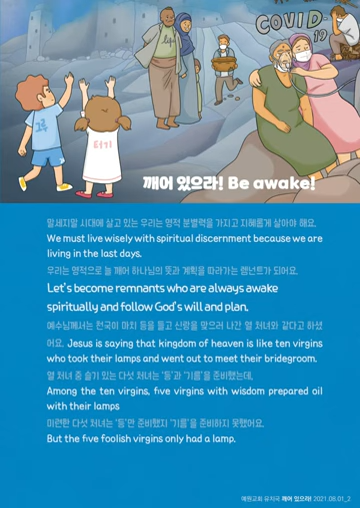 COVID
-19
그루
터기
깨어 있으라! Be awake!
말세지말 시대에 살고 있는 우리는 영적 분별력을 가지고 지혜롭게 살아야 해요.
We must live wisely with spiritual discernment because we are
living in the last days.
우리는 영적으로 늘 깨어 하나님의 뜻과 계획을 따라가는 렘넌트가 되어요.
Let's become remnants who are always awake
spiritually and follow God's will and plan.
예수님께서는 천국이 마치 등을 들고 신랑을 맞으러 나간 열 처녀와 같다고 하셨
어요. Jesus is saying that kingdom of heaven is like ten virgins
who took their lamps and went out to meet their bridegroom.
열 처녀 중 슬기 있는 다섯 처녀는 '등'과 '기름'을 준비했는데,
Among the ten virgins, five virgins with wisdom prepared oil
with their lamps
미련한 다섯 처녀는 '등'만 준비했지 '기름'을 준비하지 못했어요.
But the five foolish virgins only had a lamp.
예원교회 유치국 깨어 있으라! 2021.08.01_2